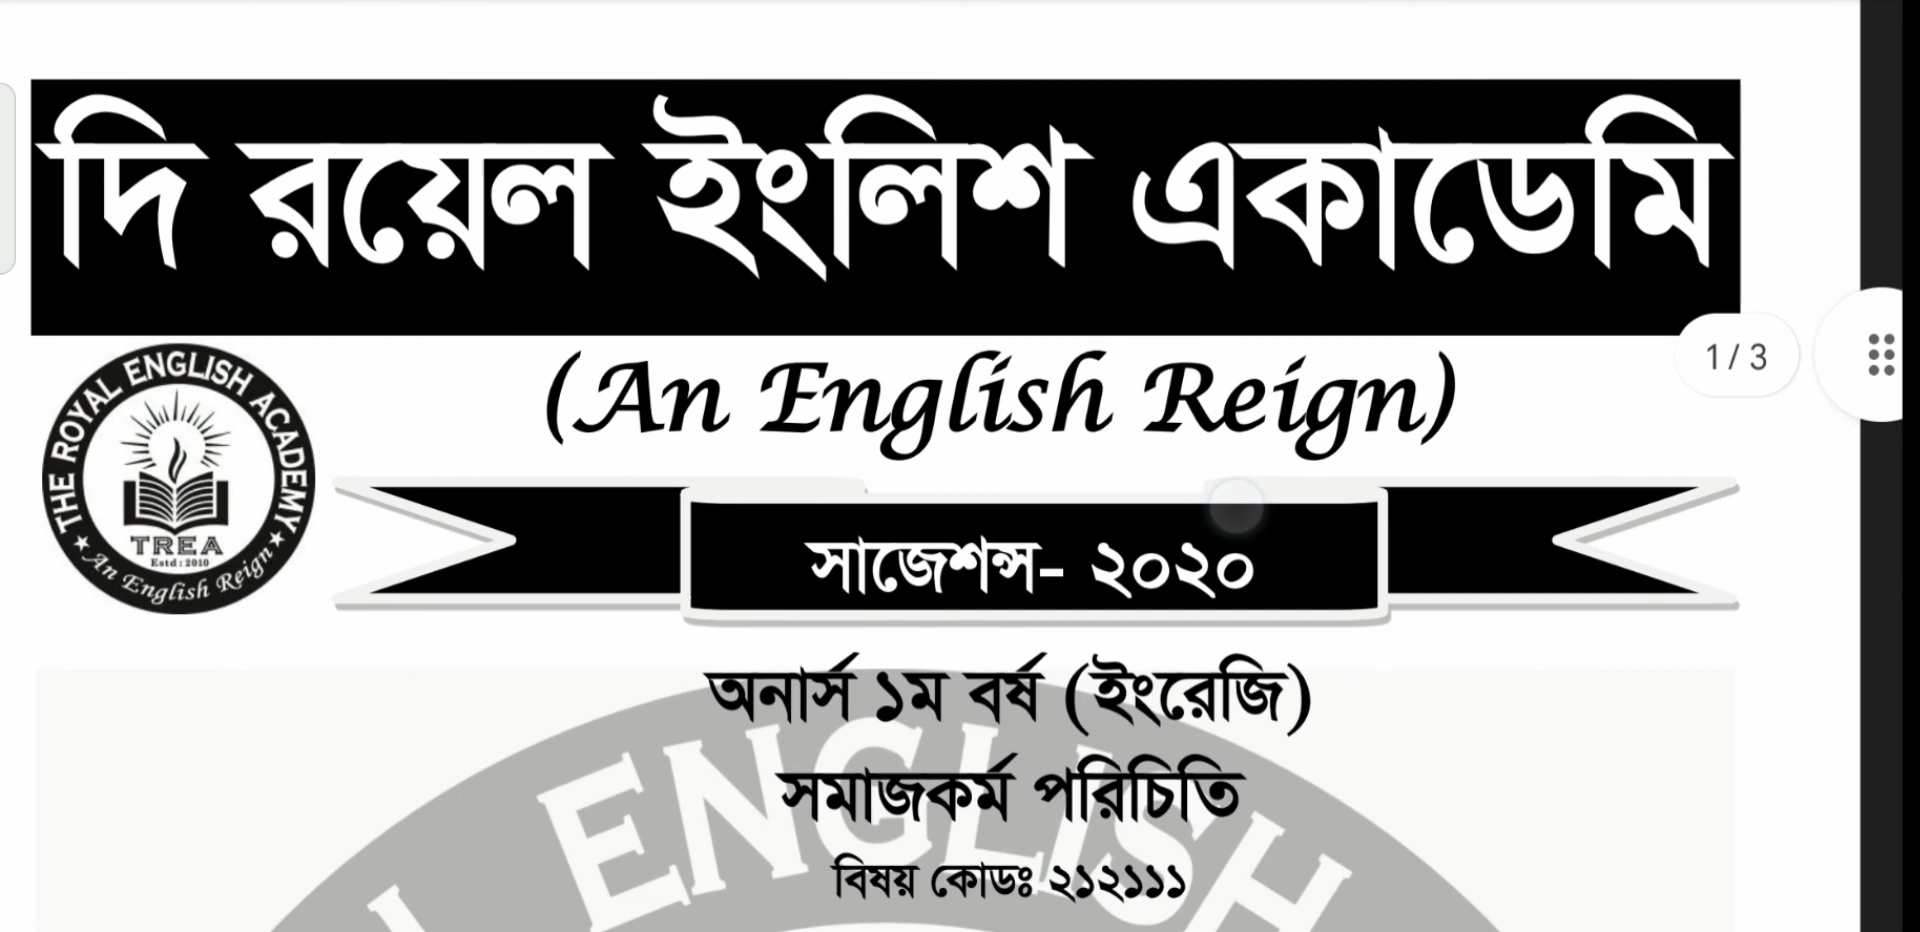 দি রয়েল ইংলিশ একাডেমি
1 / 3
(An English Reign)
THE ROYAL ENGLISH ACADEMY
TREA
Estd : 2010
An English Reign
সাজেশন্স- ২০২০
অনার্স ১ম বর্ষ (ইংরেজি)
সমাজকর্ম পরিচিতি
বিষয় কোডঃ ২১২১১১
ENGLISH